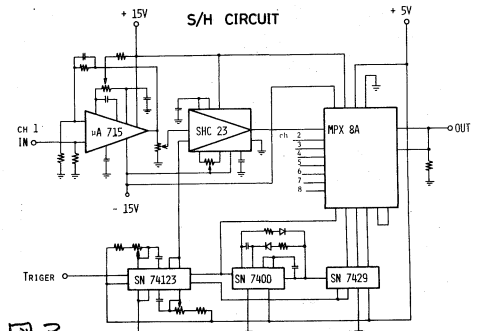 S/H CIRCUIT
+ 15V
+ 5V
CH 1
IN
μA 715
SHC 23
MPX 8A
OUT
ch
2
3
4
5
6
7
8
- 15V
TRIGER
SN 74123
SN 7400
SN 7429